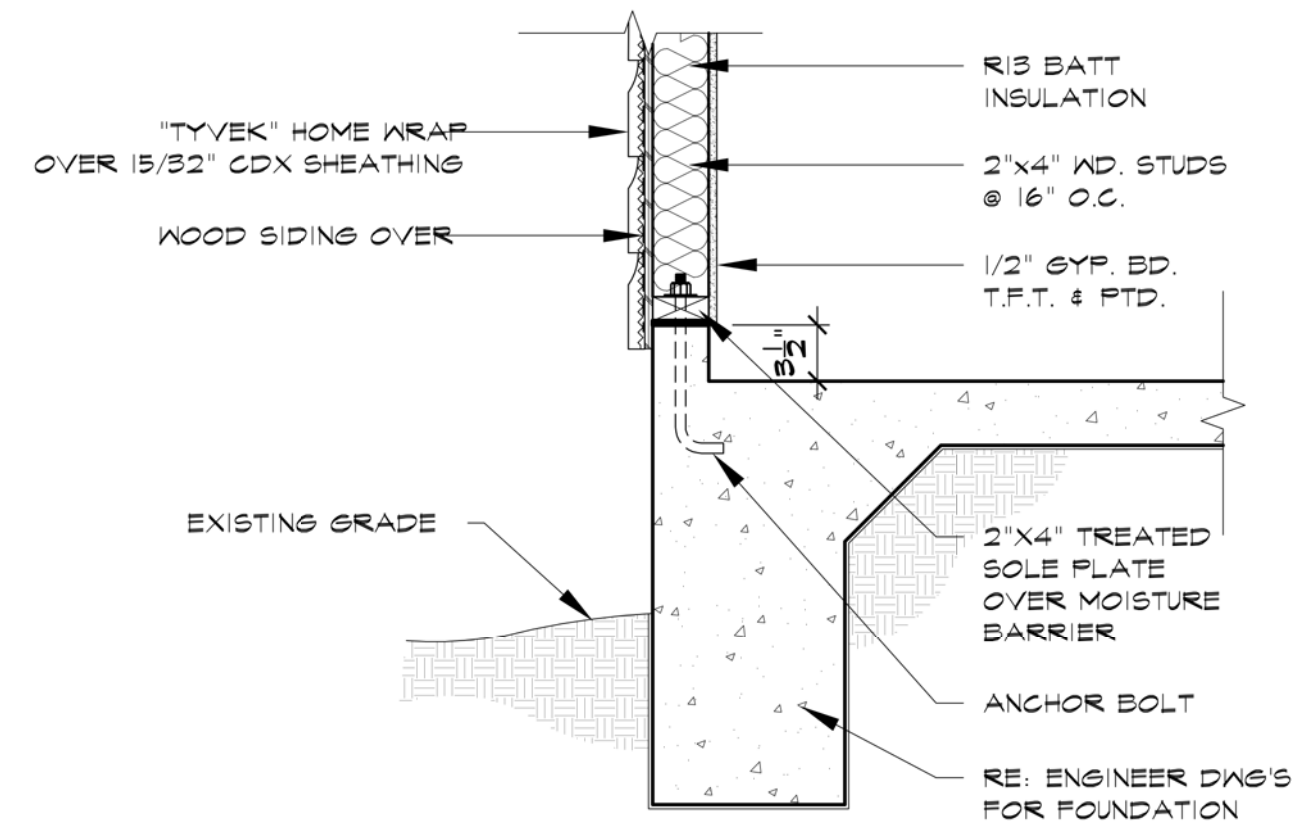 "TYVEK" HOME WRAP
OVER 15/32" CDX SHEATHING
WOOD SIDING OVER
EXISTING GRADE
R13 BATT
INSULATION
2"x4" WD. STUDS
@ 16" O.C.
1/2" GYP. BD.
T.F.T. & PTD.
3 1/2"
2"X4" TREATED
SOLE PLATE
OVER MOISTURE
BARRIER
ANCHOR BOLT
RE: ENGINEER DWG'S
FOR FOUNDATION